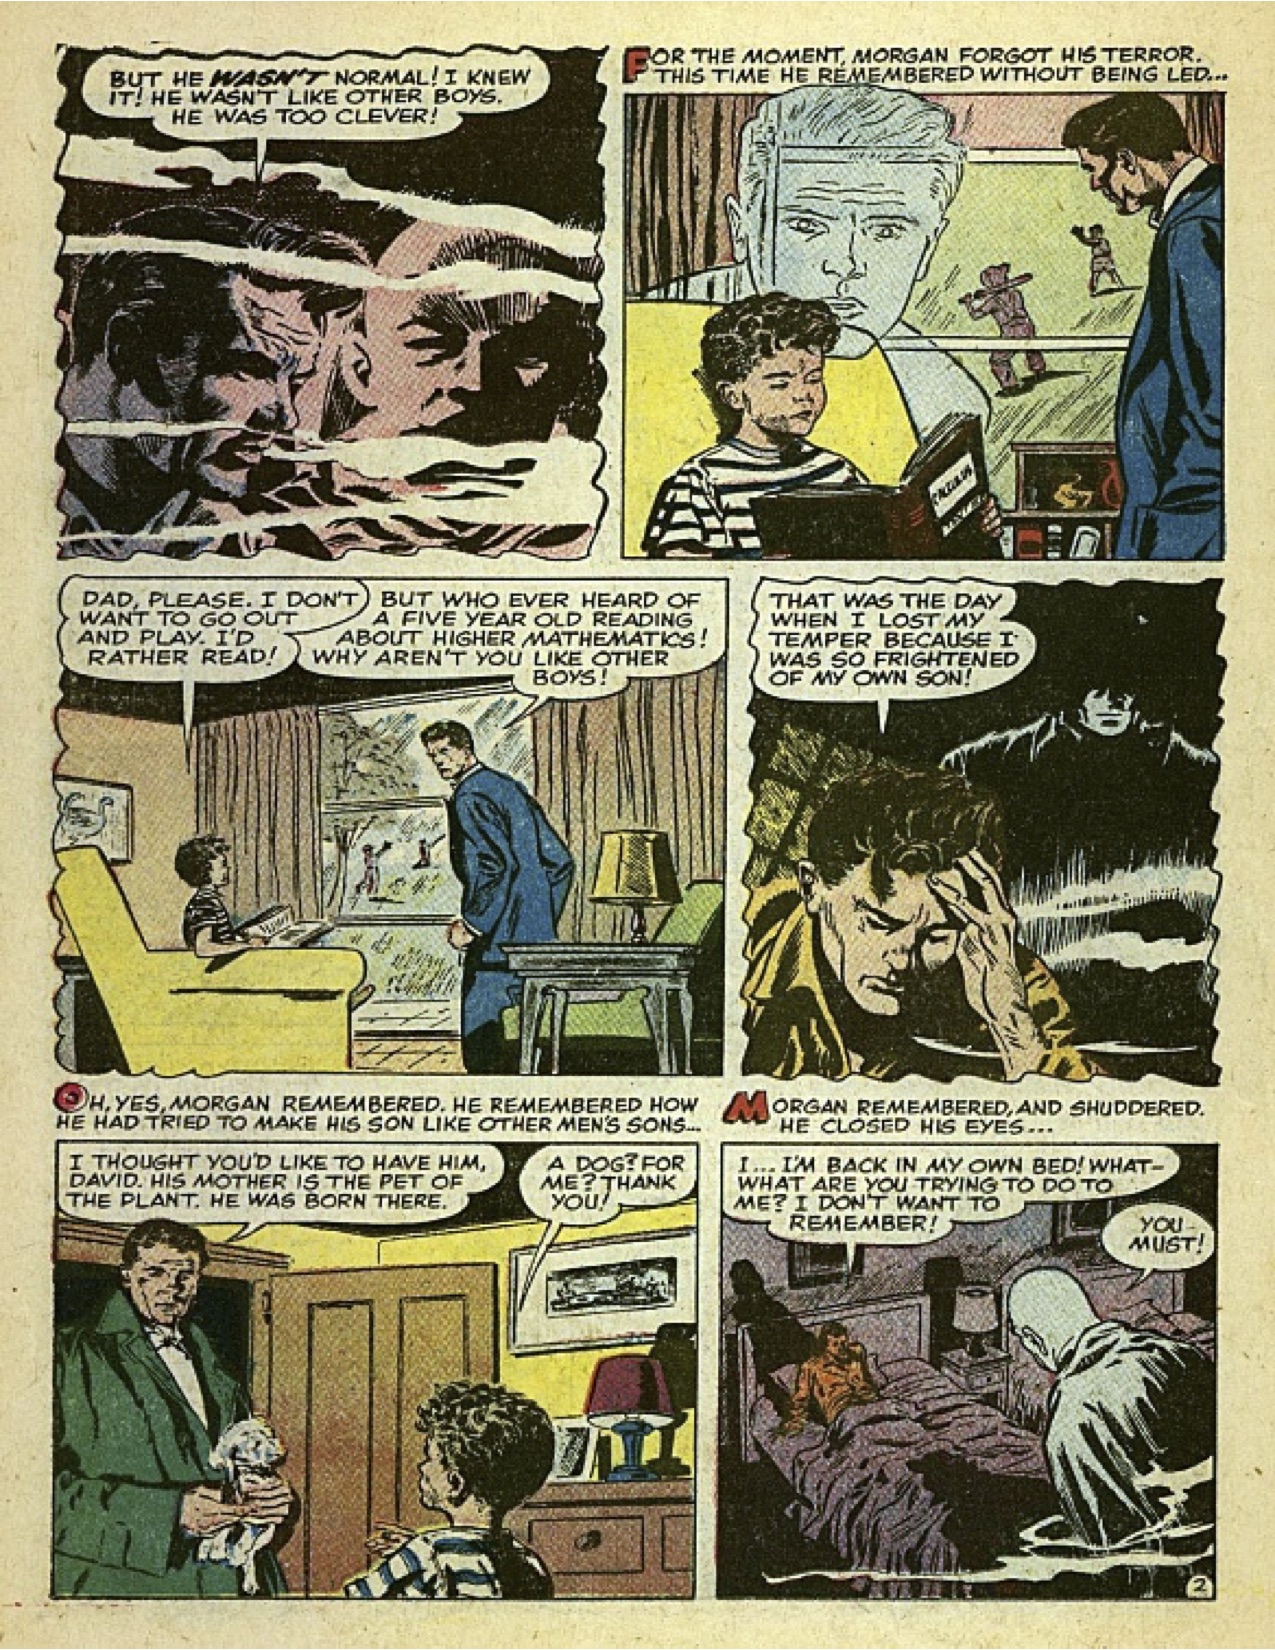 BUT HE WASN'T NORMAL! I KNEW
IT! HE WASN'T LIKE OTHER BOYS.
HE WAS TOO CLEVER!
FOR THE MOMENT, MORGAN FORGOT HIS TERROR.
THIS TIME HE REMEMBERED WITHOUT BEING LED...
CALCULUS
DAD, PLEASE. I DON'T
WANT TO GO OUT
AND PLAY. I'D
RATHER READ!
BUT WHO EVER HEARD OF
A FIVE YEAR OLD READING
ABOUT HIGHER MATHEMATICS!
WHY AREN'T YOU LIKE OTHER
BOYS!
THAT WAS THE DAY
WHEN I LOST MY
TEMPER BECAUSE I
WAS SO FRIGHTENED
OF MY OWN SON!
OH, YES, MORGAN REMEMBERED. HE REMEMBERED HOW
HE HAD TRIED TO MAKE HIS SON LIKE OTHER MEN'S SONS...
I THOUGHT YOU'D LIKE TO HAVE HIM,
DAVID. HIS MOTHER IS THE PET OF
THE PLANT. HE WAS BORN THERE.
A DOG? FOR
ME? THANK
YOU!
MORGAN REMEMBERED, AND SHUDDERED.
HE CLOSED HIS EYES...
I... I'M BACK IN MY OWN BED! WHAT-
WHAT ARE YOU TRYING TO DO TO
ME? I DON'T WANT TO
REMEMBER!
YOU
MUST!
2